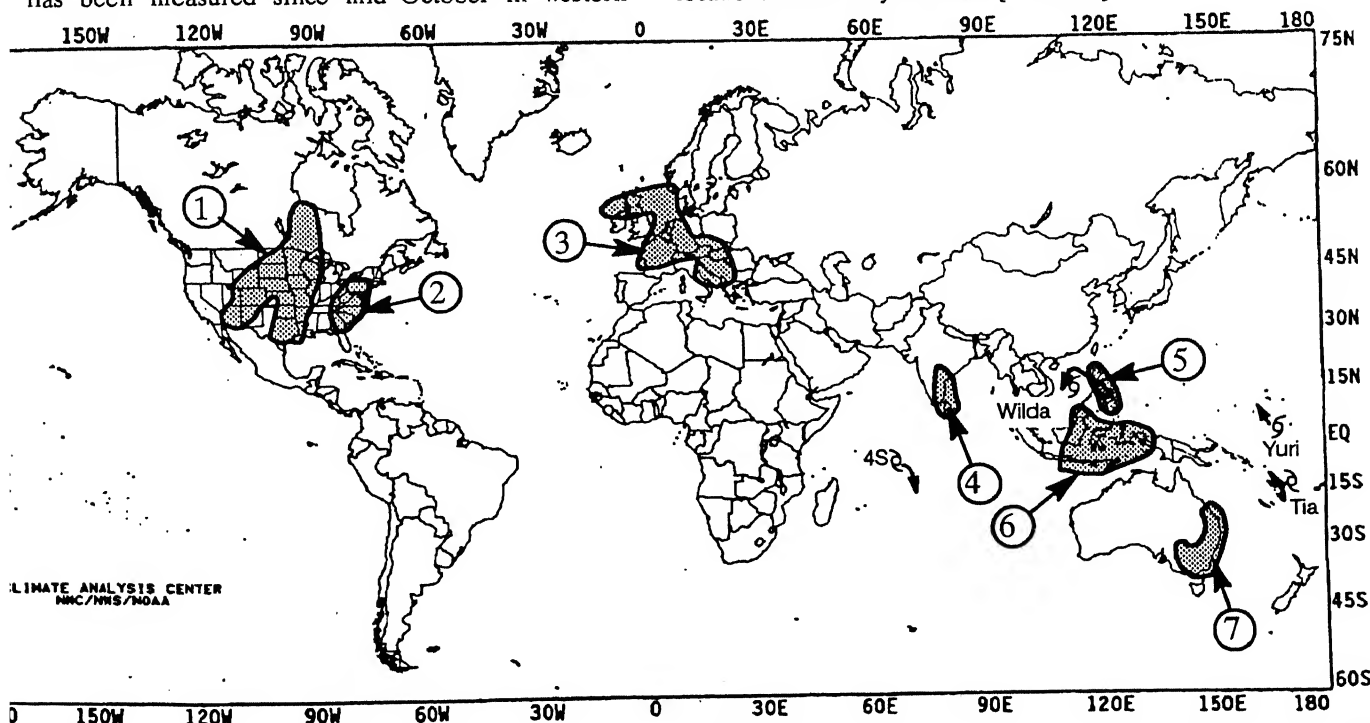 has been measured since mid October in western
150W 120W 90W 60W 30W 0 30E 60E 90E 120E 150E 180
75N
60N
1
3
45N
2
30N
5
15N
Wilda
EQ
Yuri
4S
4
15S
6
Tia
30S
CLIMATE ANALYSIS CENTER
NMC/NWS/NOAA
45S
7
60S
150W 120W 90W 60W 30W 0 30E 60E 90E 120E 150E 180